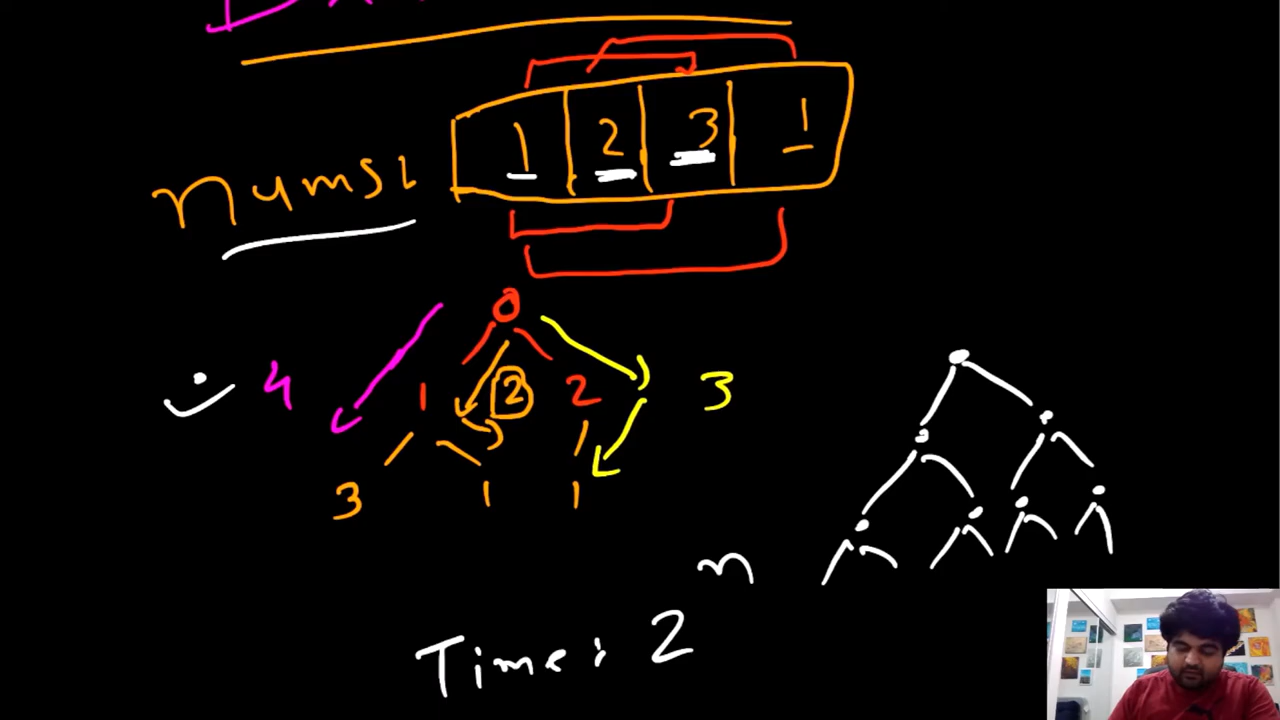 nums: 1 2 3 1
0
4 1 2 2 3
3 1 1
Time: 2^n